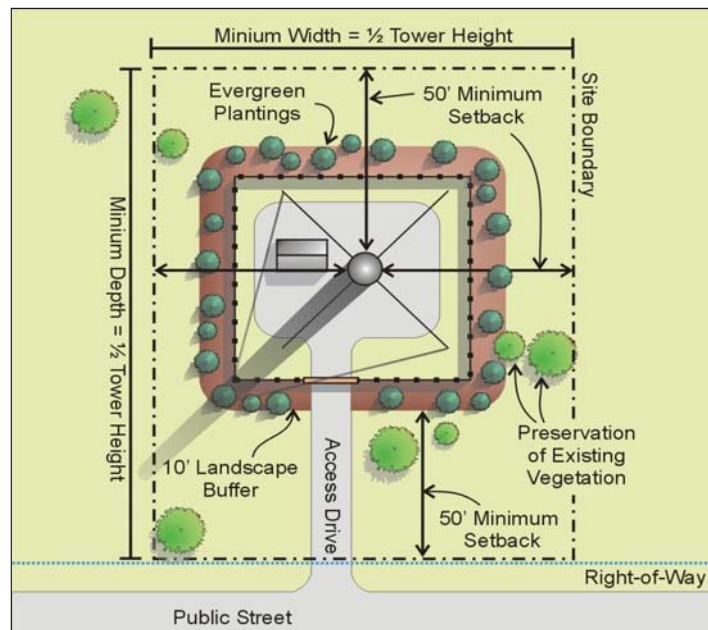 Minium Width = ½ Tower Height
Evergreen
Plantings
50' Minimum
Setback
Site Boundary
Minium Depth = ½ Tower Height
10' Landscape
Buffer
Access Drive
Preservation
of Existing
Vegetation
50' Minimum
Setback
Right-of-Way
Public Street